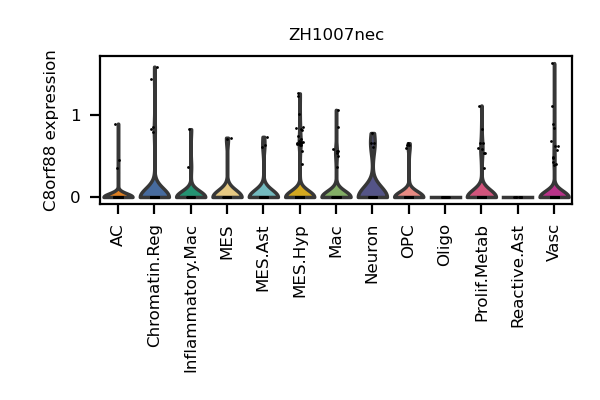 ZH1007nec
C8orf88 expression
1
0
AC
Chromatin.Reg
Inflammatory.Mac
MES
MES.Ast
MES.Hyp
Mac
Neuron
OPC
Oligo
Prolif.Metab
Reactive.Ast
Vasc